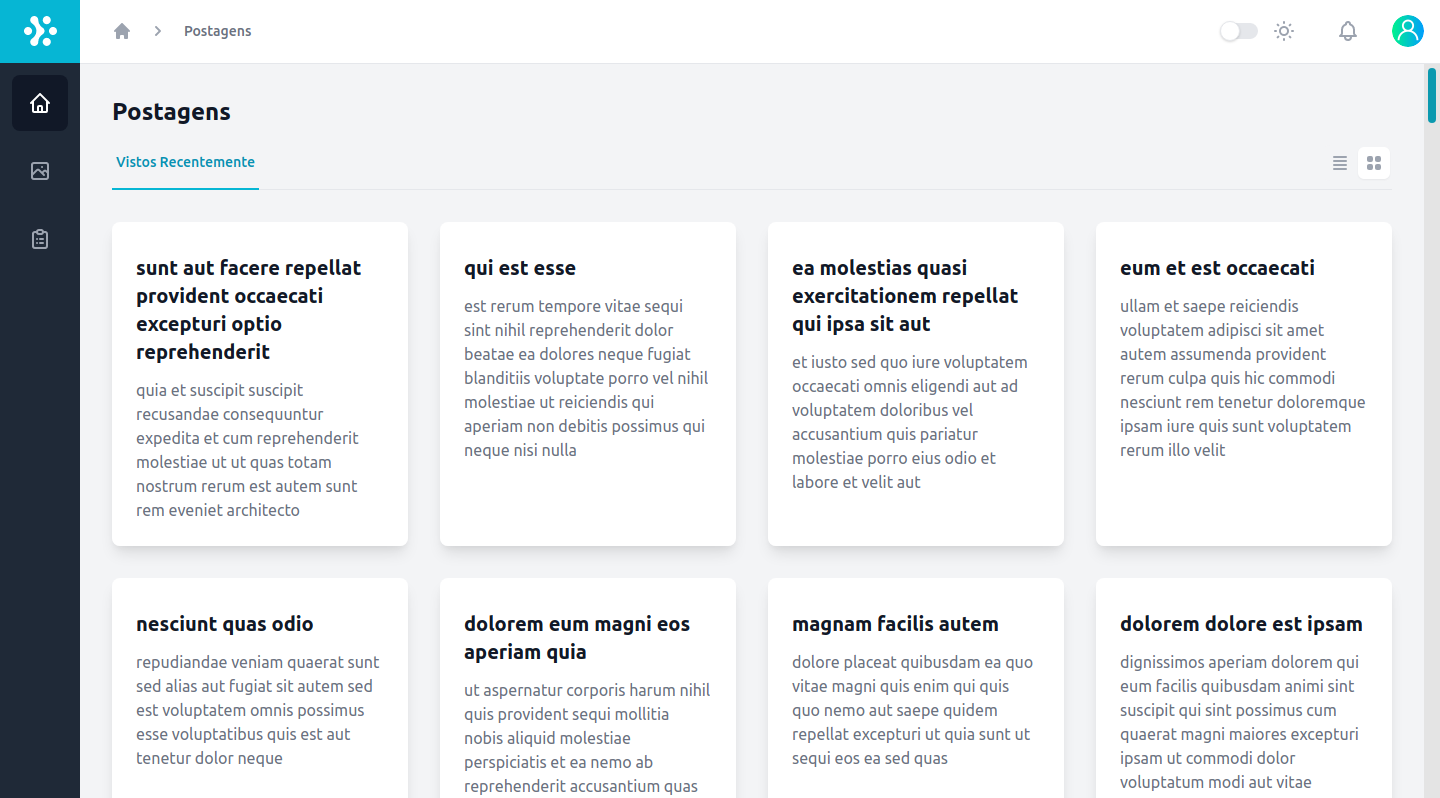 Postagens
Postagens
Vistos Recentemente
sunt aut facere repellat
provident occaecati
excepturi optio
reprehenderit
quia et suscipit suscipit
recusandae consequuntur
expedita et cum reprehenderit
molestiae ut ut quas totam
nostrum rerum est autem sunt
rem eveniet architecto
qui est esse
est rerum tempore vitae sequi
sint nihil reprehenderit dolor
beatae ea dolores neque fugiat
blanditiis voluptate porro vel nihil
molestiae ut reiciendis qui
aperiam non debitis possimus qui
neque nisi nulla
ea molestias quasi
exercitationem repellat
qui ipsa sit aut
et iusto sed quo iure voluptatem
occaecati omnis eligendi aut ad
voluptatem doloribus vel
accusantium quis pariatur
molestiae porro eius odio et
labore et velit aut
eum et est occaecati
ullam et saepe reiciendis
voluptatem adipisci sit amet
autem assumenda provident
rerum culpa quis hic commodi
nesciunt rem tenetur doloremque
ipsam iure quis sunt voluptatem
rerum illo velit
nesciunt quas odio
repudiandae veniam quaerat sunt
sed alias aut fugiat sit autem sed
est voluptatem omnis possimus
esse voluptatibus quis est aut
tenetur dolor neque
dolorem eum magni eos
aperiam quia
ut aspernatur corporis harum nihil
quis provident sequi mollitia
nobis aliquid molestiae
perspiciatis et ea nemo ab
reprehenderit accusantium quas
magnam facilis autem
dolore placeat quibusdam ea quo
vitae magni quis enim qui quis
quo nemo aut saepe quidem
repellat excepturi ut quia sunt ut
sequi eos ea sed quas
dolorem dolore est ipsam
dignissimos aperiam dolorem qui
eum facilis quibusdam animi sint
suscipit qui sint possimus cum
quaerat magni maiores excepturi
ipsam ut commodi dolor
voluptatum modi aut vitae